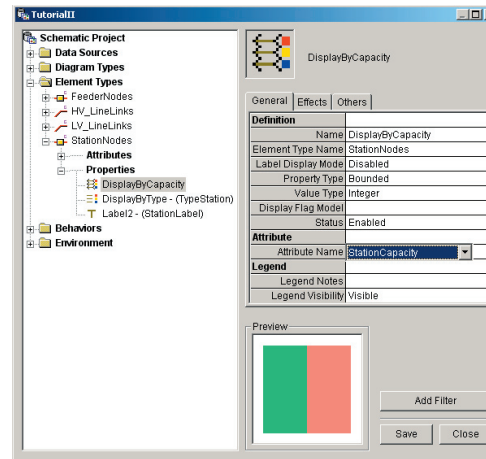 TutorialII
Schematic Project
Data Sources
Diagram Types
Element Types
FeederNodes
HV_LineLinks
LV_LineLinks
StationNodes
Attributes
Properties
DisplayByCapacity
DisplayByType - (TypeStation)
Label2 - (StationLabel)
Behaviors
Environment
DisplayByCapacity
General Effects Others
Definition
Name DisplayByCapacity
Element Type Name StationNodes
Label Display Mode Disabled
Property Type Bounded
Value Type Integer
Display Flag Model
Status Enabled
Attribute
Attribute Name StationCapacity
Legend
Legend Notes
Legend Visibility Visible
Preview
Add Filter
Save Close